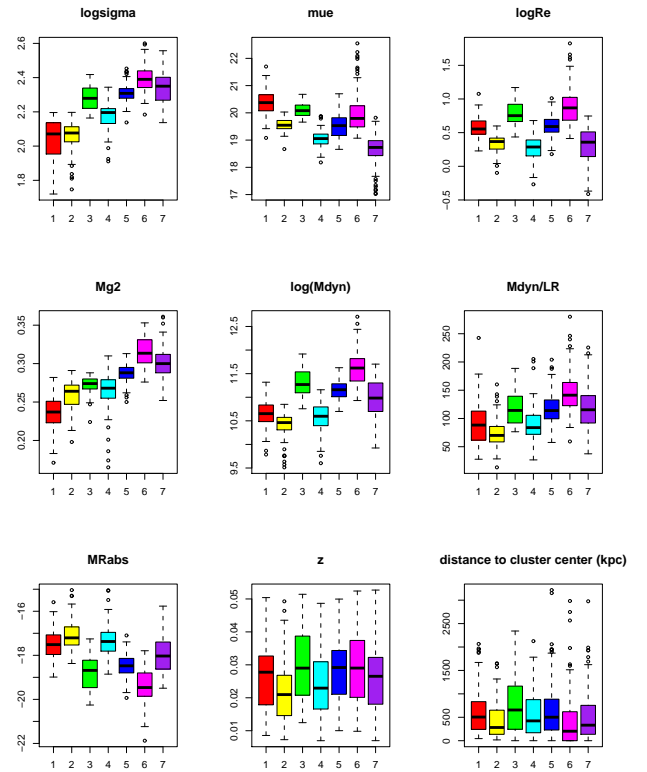 logsigma
mue
logRe
2.6
2.4
2.2
2.0
1.8
1 2 3 4 5 6 7
22
21
20
19
18
17
1 2 3 4 5 6 7
1.5
1.0
0.5
0.0
−0.5
1 2 3 4 5 6 7
Mg2
log(Mdyn)
Mdyn/LR
0.35
0.30
0.25
0.20
1 2 3 4 5 6 7
12.5
11.5
10.5
9.5
1 2 3 4 5 6 7
250
200
150
100
50
1 2 3 4 5 6 7
MRabs
z
distance to cluster center (kpc)
−16
−18
−20
−22
1 2 3 4 5 6 7
0.05
0.04
0.03
0.02
0.01
1 2 3 4 5 6 7
2500
1500
500
0
1 2 3 4 5 6 7